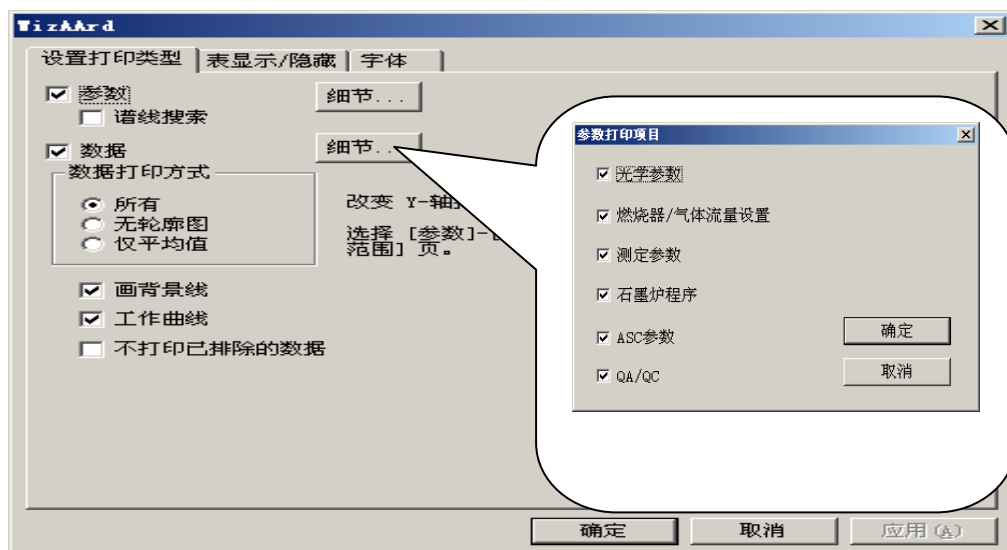 WizAArd
设置打印类型 表显示/隐藏 字体
参数 细节...
谱线搜索
数据 细节...
数据打印方式
所有
无轮廓图
仅平均值
改变 Y-轴
选择 [参数]-
范围] 页。
画背景线
工作曲线
不打印已排除的数据
确定 取消 应用(A)
参数打印项目
光学参数
燃烧器/气体流量设置
测定参数
石墨炉程序
ASC参数 确定
QA/QC 取消